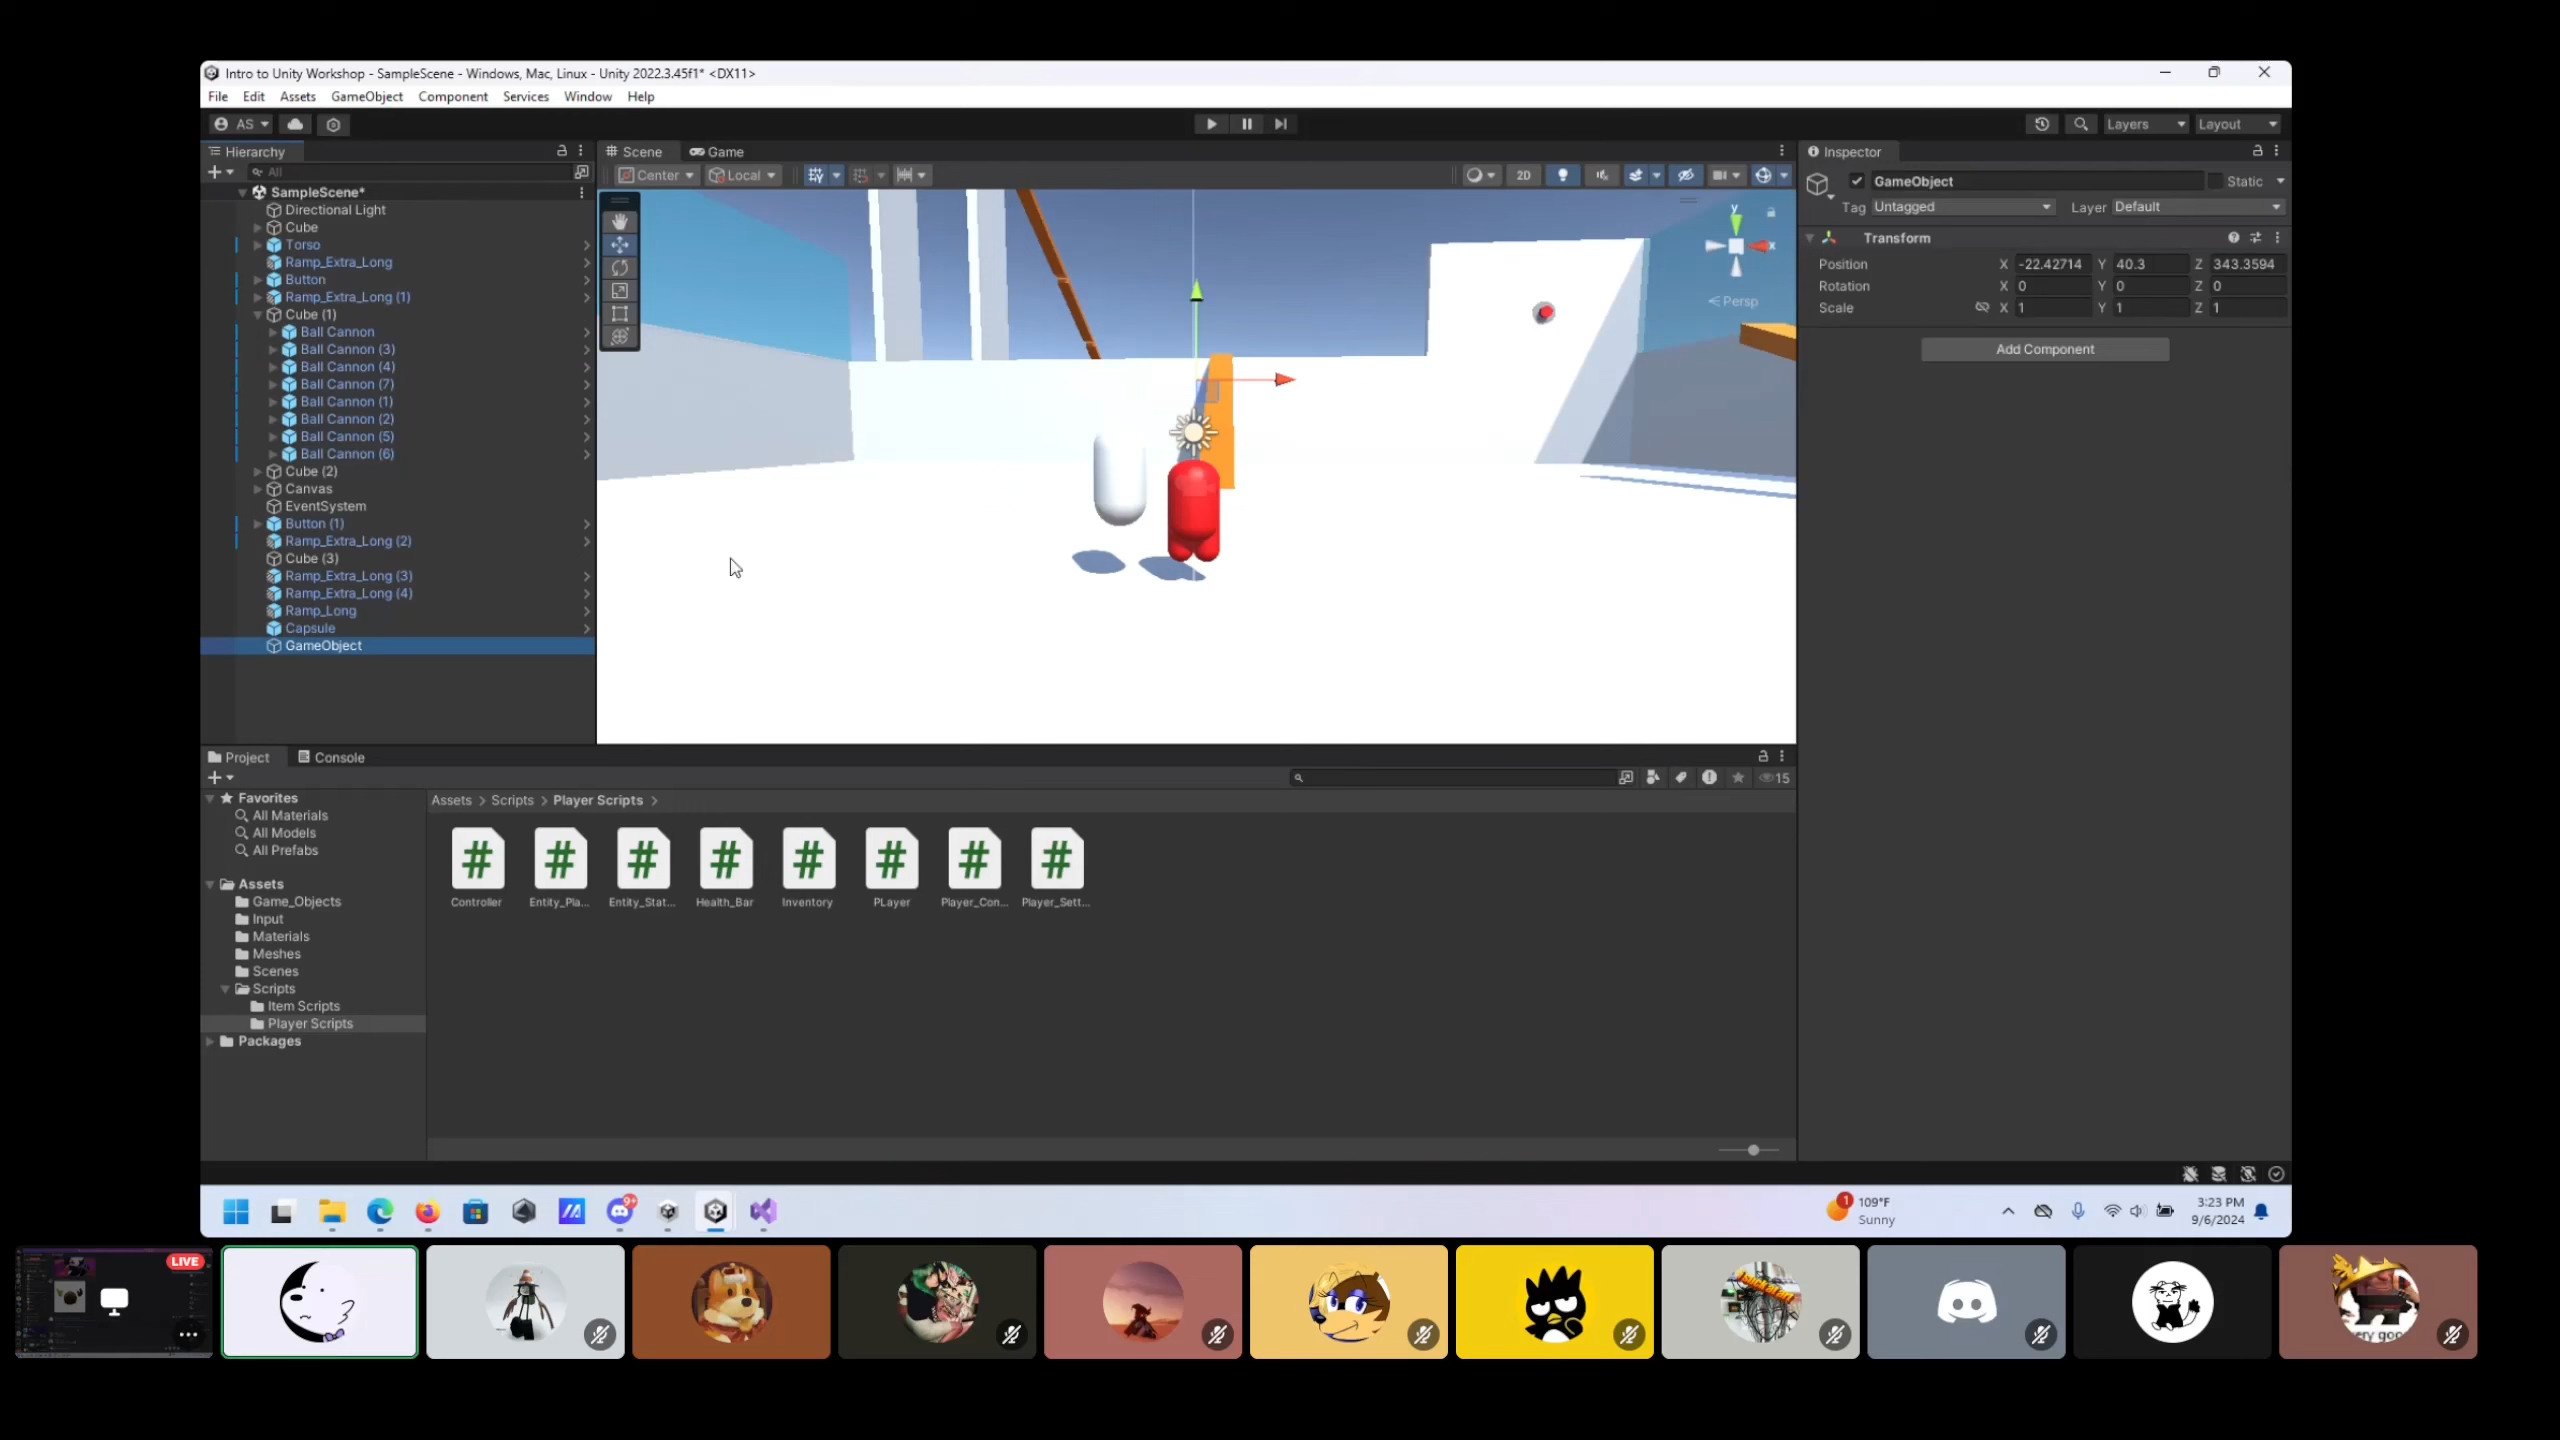 Intro to Unity Workshop - SampleScene - Windows, Mac, Linux - Unity 2022.3.45f1* <DX11>
File Edit Assets GameObject Component Services Window Help
AS Layers Layout
Hierarchy
All
SampleScene*
Directional Light
Cube
Torso
Ramp_Extra_Long
Button
Ramp_Extra_Long (1)
Cube (1)
Ball Cannon
Ball Cannon (3)
Ball Cannon (4)
Ball Cannon (7)
Ball Cannon (1)
Ball Cannon (2)
Ball Cannon (5)
Ball Cannon (6)
Cube (2)
Canvas
EventSystem
Button (1)
Ramp_Extra_Long (2)
Cube (3)
Ramp_Extra_Long (3)
Ramp_Extra_Long (4)
Ramp_Long
Capsule
GameObject
Scene Game
Center Local 2D
y
x
< Persp
Inspector
GameObject Static
Tag Untagged Layer Default
Transform
Position X -22.42714 Y 40.3 Z 343.3594
Rotation X 0 Y 0 Z 0
Scale X 1 Y 1 Z 1
Add Component
Project Console
15
Favorites
All Materials
All Models
All Prefabs
Assets
Game_Objects
Input
Materials
Meshes
Scenes
Scripts
Item Scripts
Player Scripts
Packages
Assets > Scripts > Player Scripts >
# # # # # # # #
Controller Entity_Pla... Entity_Stat... Health_Bar Inventory PLayer Player_Con... Player_Sett...
9+
1
109°F
Sunny
3:23 PM
9/6/2024
LIVE